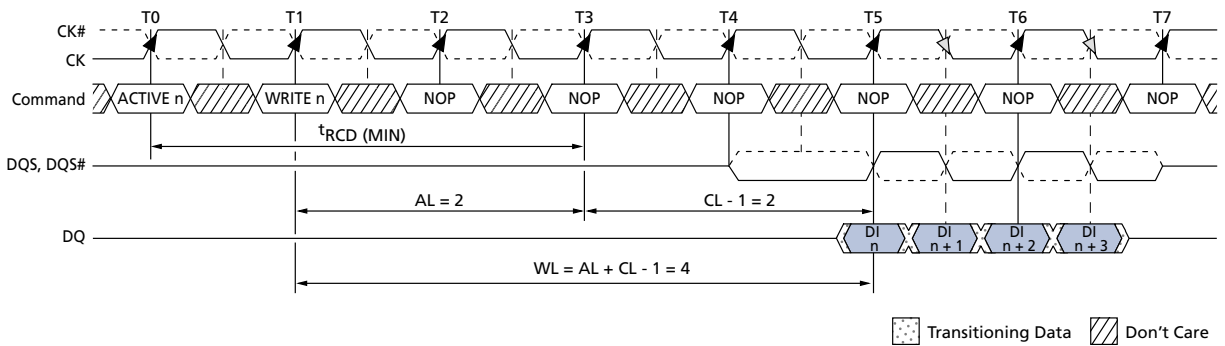 T0 T1 T2 T3 T4 T5 T6 T7
CK#
CK
Command ACTIVE n WRITE n NOP NOP NOP NOP NOP NOP
tRCD (MIN)
DQS, DQS#
AL = 2 CL - 1 = 2
DQ DI n DI n + 1 DI n + 2 DI n + 3
WL = AL + CL - 1 = 4
Transitioning Data Don't Care